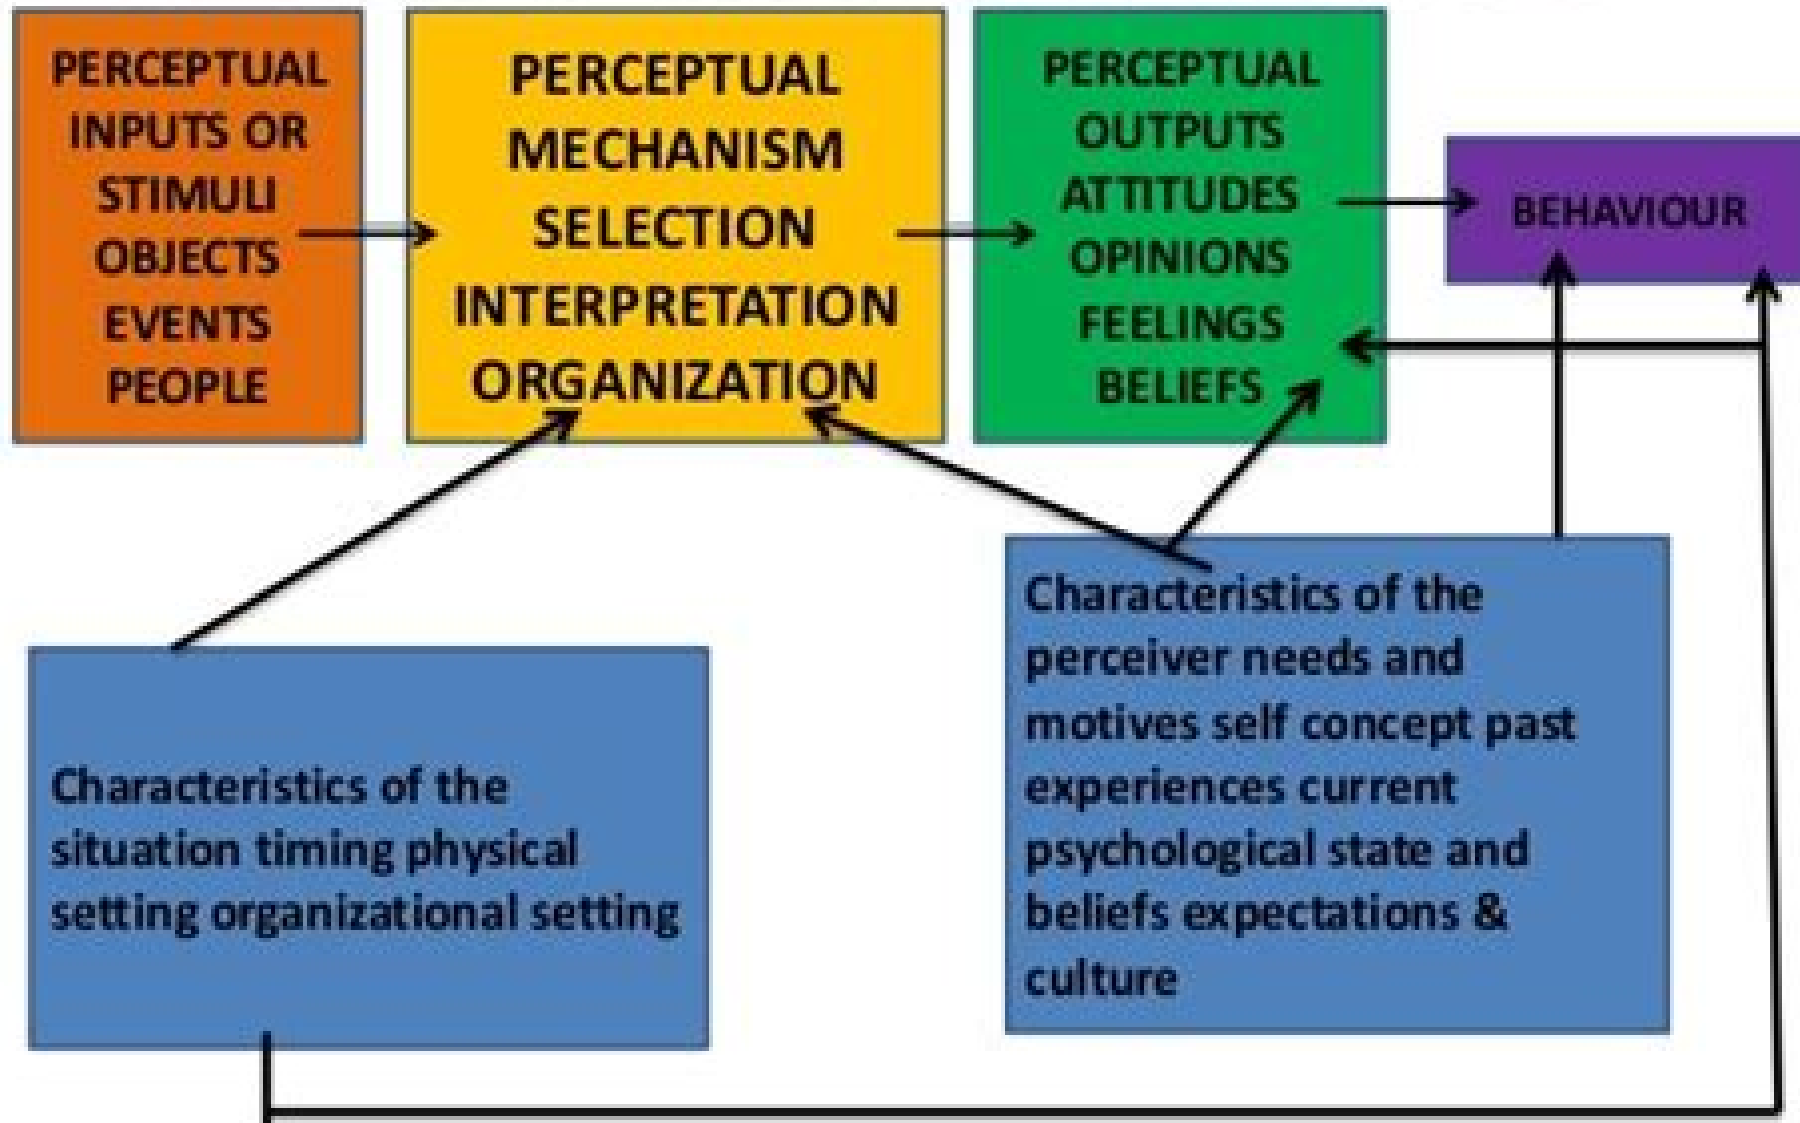 PERCEPTUAL
INPUTS OR
STIMULI
OBJECTS
EVENTS
PEOPLE
PERCEPTUAL
MECHANISM
SELECTION
INTERPRETATION
ORGANIZATION
PERCEPTUAL
OUTPUTS
ATTITUDES
OPINIONS
FEELINGS
BELIEFS
BEHAVIOUR
Characteristics of the
situation timing physical
setting organizational setting
Characteristics of the
perceiver needs and
motives self concept past
experiences current
psychological state and
beliefs expectations &
culture